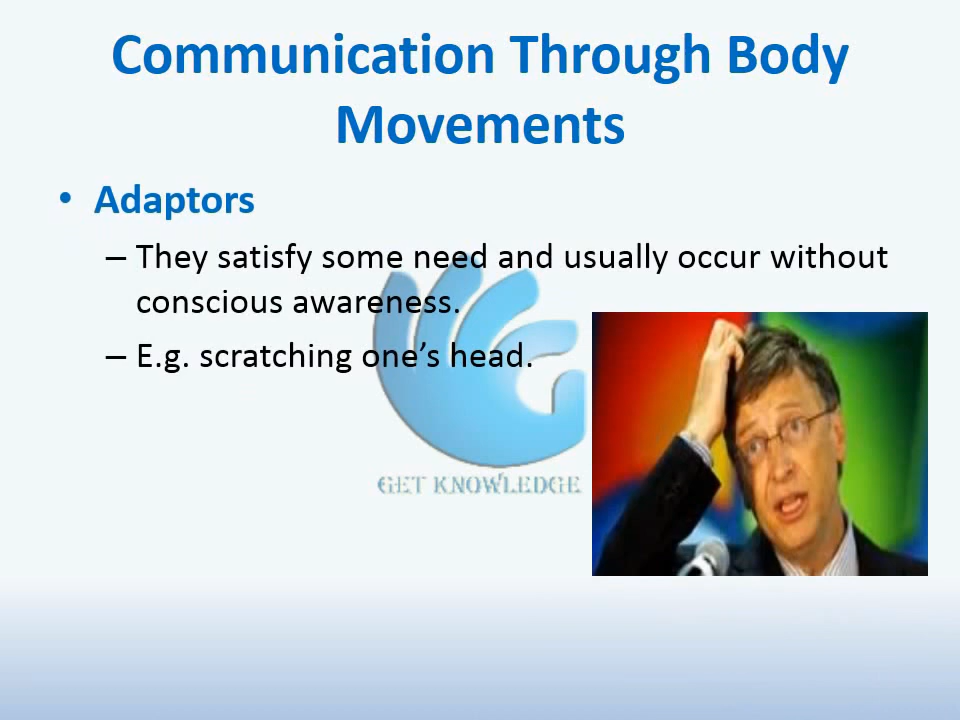 Communication Through Body
Movements
• Adaptors
– They satisfy some need and usually occur without
conscious awareness.
– E.g. scratching one’s head.
GET KNOWLEDGE